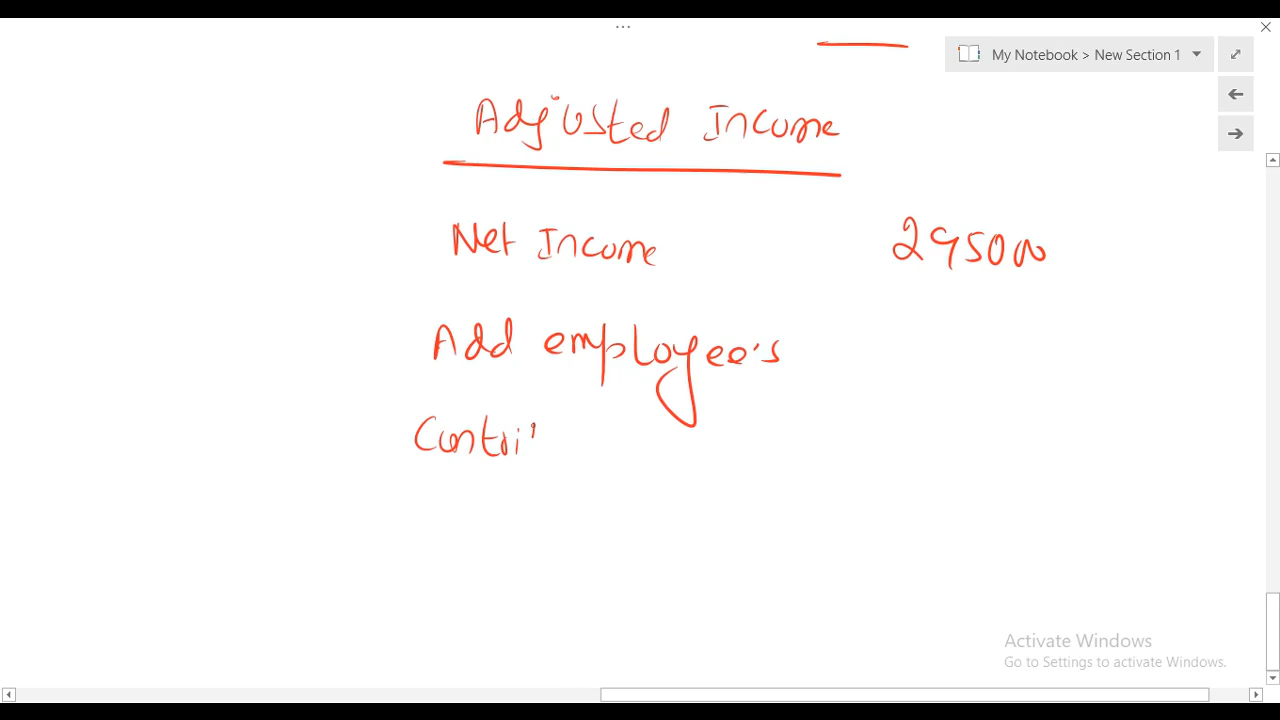 ...
My Notebook > New Section 1
Adjusted Income
Net Income 295000
Add employee's
Contri
Activate Windows
Go to Settings to activate Windows.